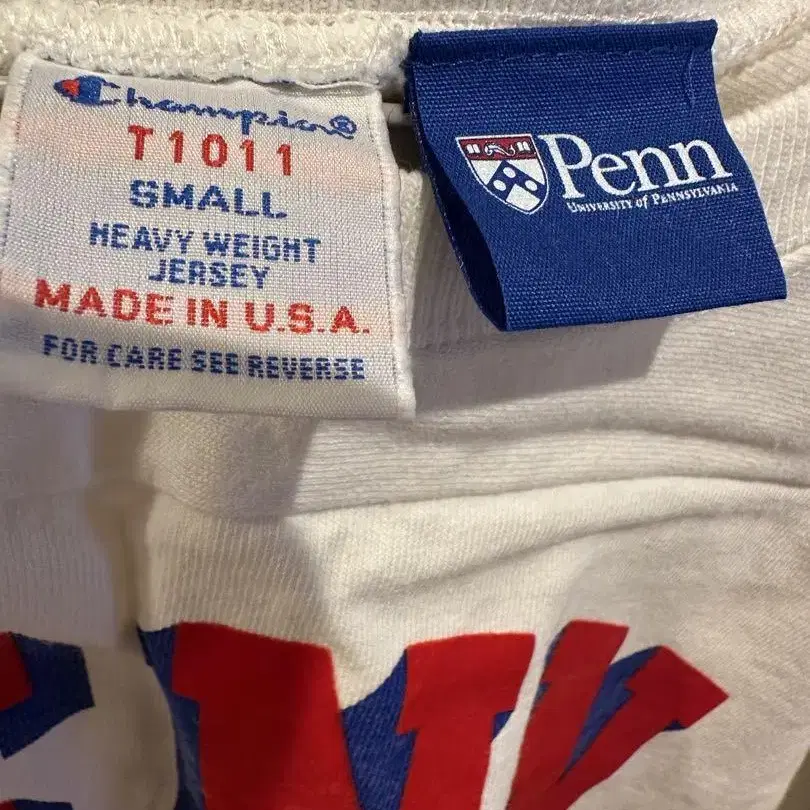 Champion®
T1011
SMALL
HEAVY WEIGHT
JERSEY
MADE IN U.S.A.
FOR CARE SEE REVERSE
Penn
UNIVERSITY of PENNSYLVANIA